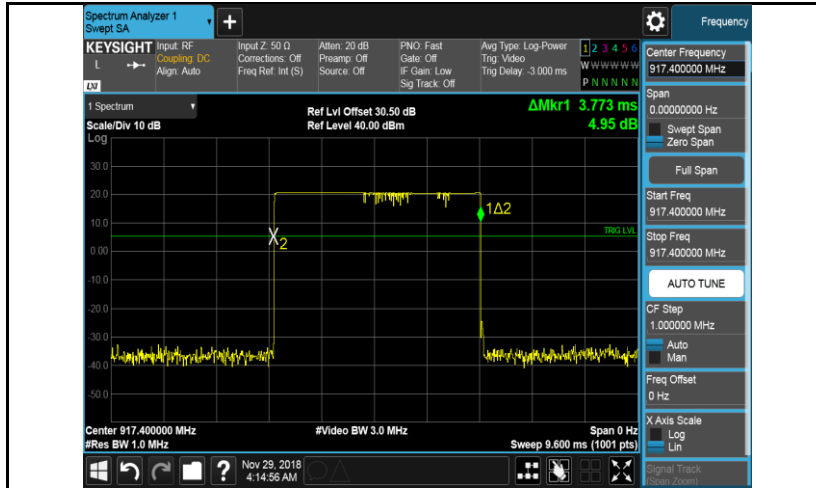 Spectrum Analyzer 1
Swept SA
+
Frequency
KEYSIGHT
L
LXI
Input: RF
Coupling: DC
Align: Auto
Input Z: 50 Ω
Corrections: Off
Freq Ref: Int (S)
Atten: 20 dB
Preamp: Off
Source: Off
PNO: Fast
Gate: Off
IF Gain: Low
Sig Track: Off
Avg Type: Log-Power
Trig: Video
Trig Delay: -3.000 ms
1 2 3 4 5 6
W W W W W W
P N N N N N
1 Spectrum
Scale/Div 10 dB
Log
Ref Lvl Offset 30.50 dB
Ref Level 40.00 dBm
ΔMkr1 3.773 ms
4.95 dB
30.0
20.0
10.0
0.00
-10.0
-20.0
-30.0
-40.0
-50.0
1Δ2
2
TRIG LVL
Center 917.400000 MHz
#Res BW 1.0 MHz
#Video BW 3.0 MHz
Span 0 Hz
Sweep 9.600 ms (1001 pts)
Center Frequency
917.400000 MHz
Span
0.00000000 Hz
Swept Span
Zero Span
Full Span
Start Freq
917.400000 MHz
Stop Freq
917.400000 MHz
AUTO TUNE
CF Step
1.000000 MHz
Auto
Man
Freq Offset
0 Hz
X Axis Scale
Log
Lin
Signal Track
(Span Zoom)
?
Nov 29, 2018
4:14:56 AM